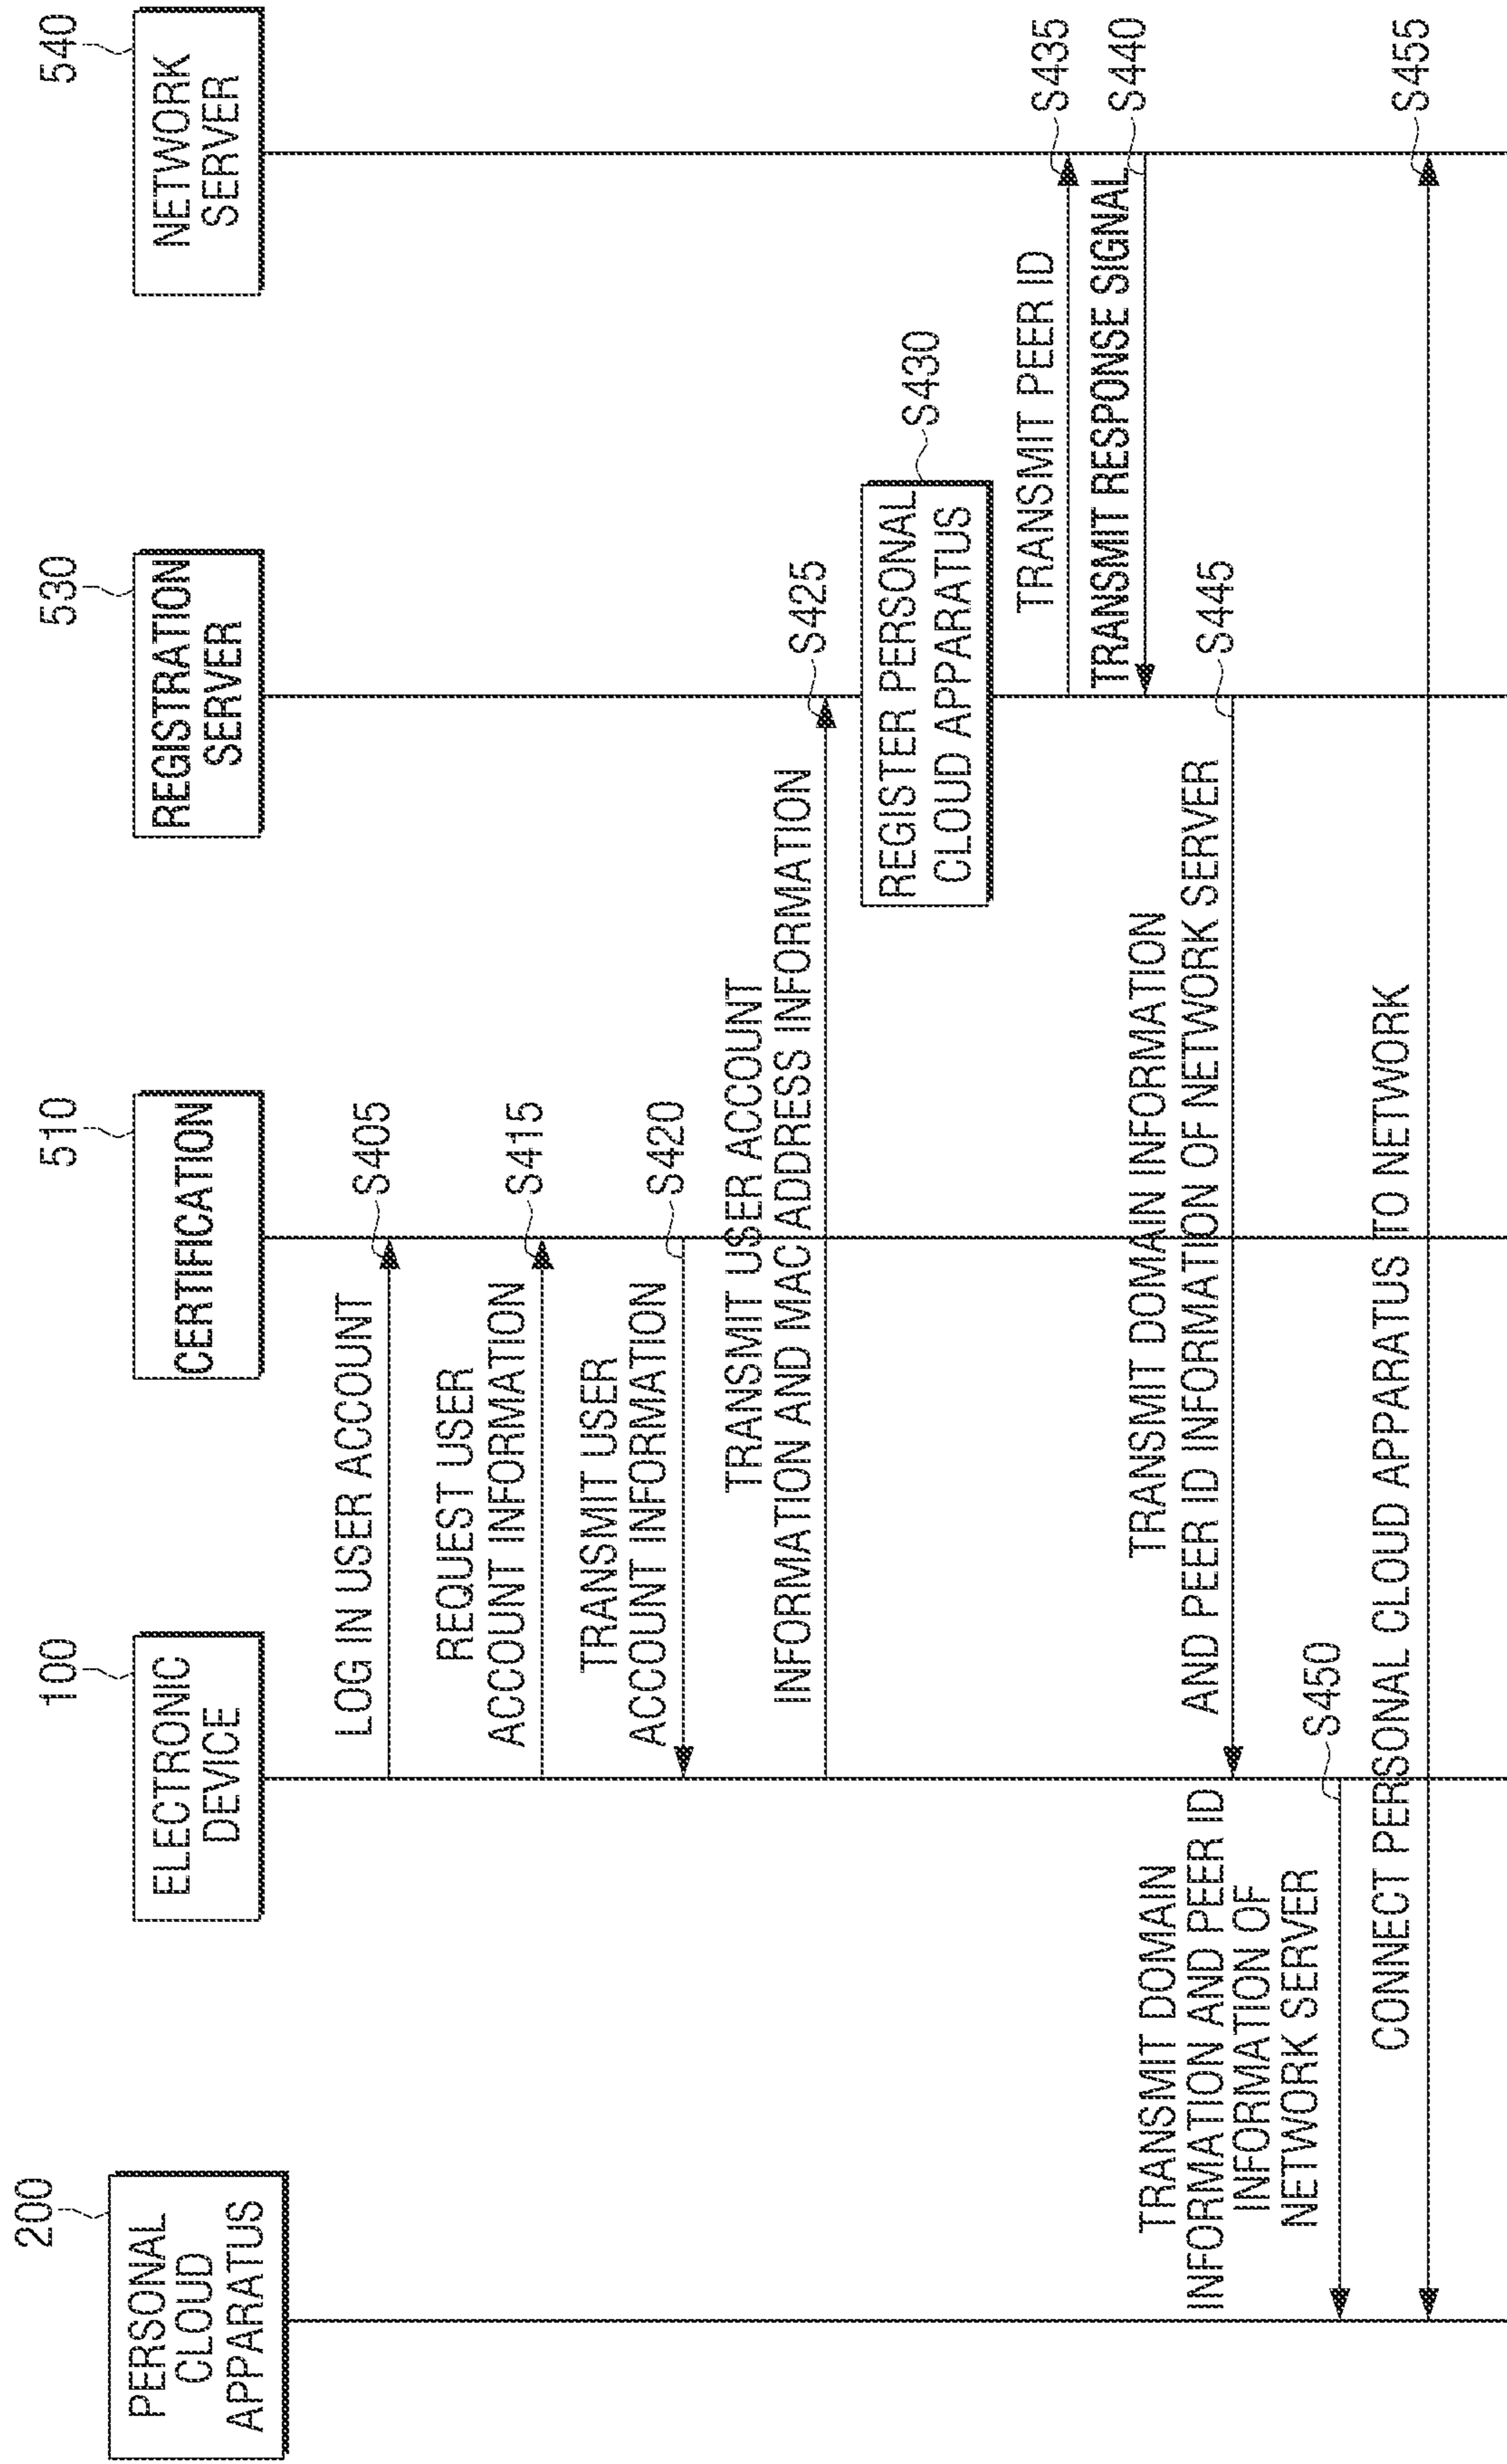 200
PERSONAL
CLOUD
APPARATUS
100
ELECTRONIC
DEVICE
510
CERTIFICATION
530
REGISTRATION
SERVER
540
NETWORK
SERVER
LOG IN USER ACCOUNT
S405
REQUEST USER
ACCOUNT INFORMATION
S415
TRANSMIT USER
ACCOUNT INFORMATION
S420
TRANSMIT USER ACCOUNT
INFORMATION AND MAC ADDRESS INFORMATION
S425
REGISTER PERSONAL
CLOUD APPARATUS
S430
TRANSMIT PEER ID
S435
TRANSMIT RESPONSE SIGNAL
S440
TRANSMIT DOMAIN INFORMATION
AND PEER ID INFORMATION OF NETWORK SERVER
S445
TRANSMIT DOMAIN
INFORMATION AND PEER ID
INFORMATION OF
NETWORK SERVER
S450
CONNECT PERSONAL CLOUD APPARATUS TO NETWORK
S455